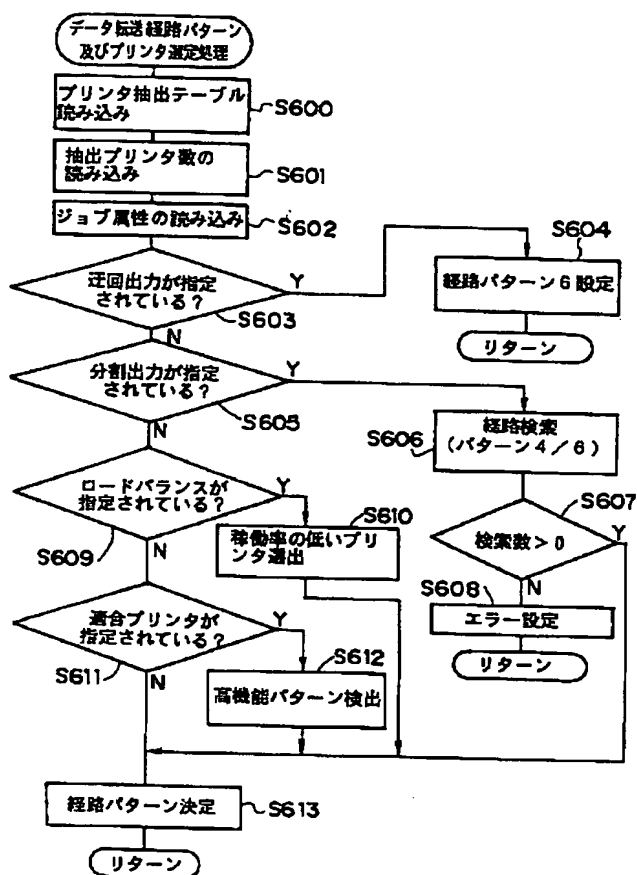 データ転送経路パターン
及びプリンタ選定処理
プリンタ抽出テーブル
読み込み
S600
抽出プリンタ数の
読み込み
S601
ジョブ属性の読み込み
S602
迂回出力が指定
されている?
Y
S603
N
S604
経路パターン6設定
リターン
分割出力が指定
されている?
Y
S605
N
S606
経路検索
(パターン4/6)
S607
検索数>0
Y
N
S608
エラー設定
リターン
ロードバランスが
指定されている?
Y
S609
N
S610
稼働率の低いプリ
ンタ選出
適合プリンタが
指定されている?
Y
S611
N
S612
高機能パターン検出
経路パターン決定
S613
リターン